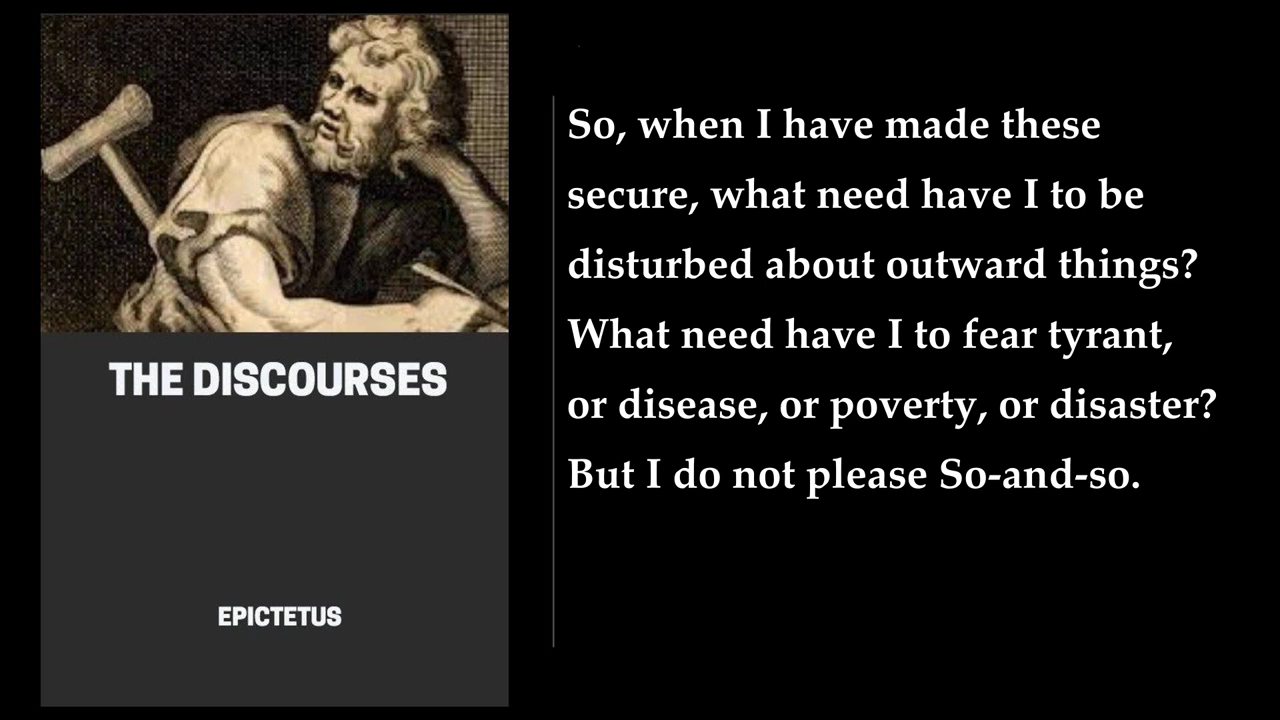 THE DISCOURSES
EPICTETUS
So, when I have made these
secure, what need have I to be
disturbed about outward things?
What need have I to fear tyrant,
or disease, or poverty, or disaster?
But I do not please So-and-so.